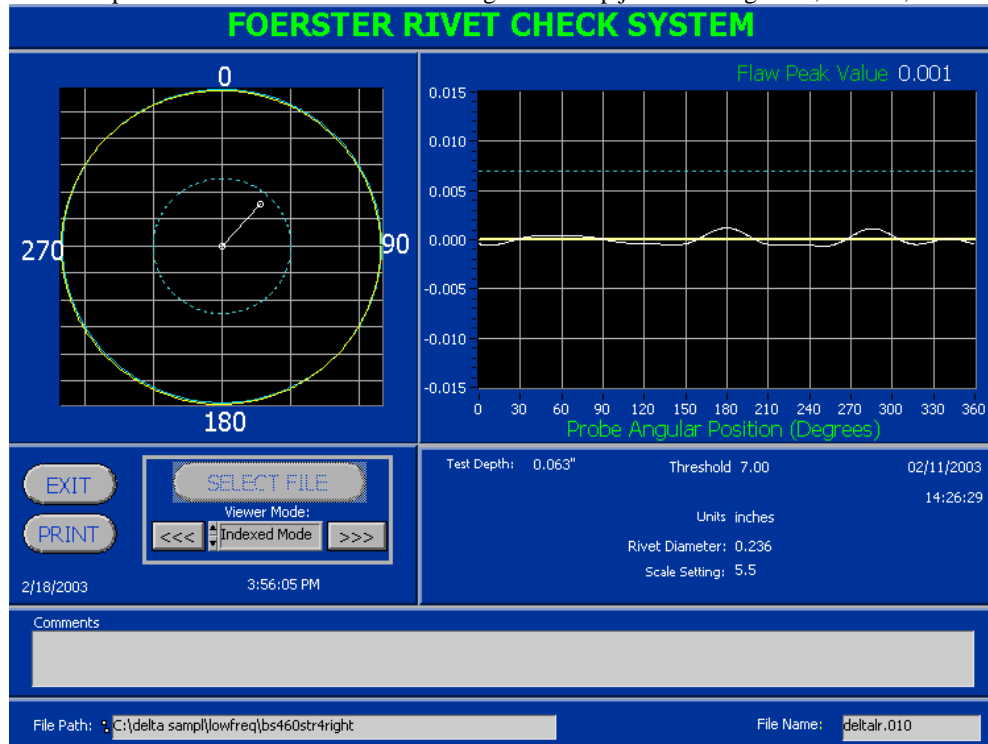 FOERSTER RIVET CHECK SYSTEM
0
270
90
180
Flaw Peak Value 0.001
0.015
0.010
0.005
0.000
-0.005
-0.010
-0.015
0 30 60 90 120 150 180 210 240 270 300 330 360
Probe Angular Position (Degrees)
EXIT
PRINT
SELECT FILE
Viewer Mode:
<<< Indexed Mode >>>
2/18/2003 3:56:05 PM
Test Depth: 0.063" Threshold 7.00 02/11/2003
14:26:29
Units inches
Rivet Diameter: 0.236
Scale Setting: 5.5
Comments
File Path: C:\delta sampl\lowfreq\bs460str4right File Name: deltalr.010